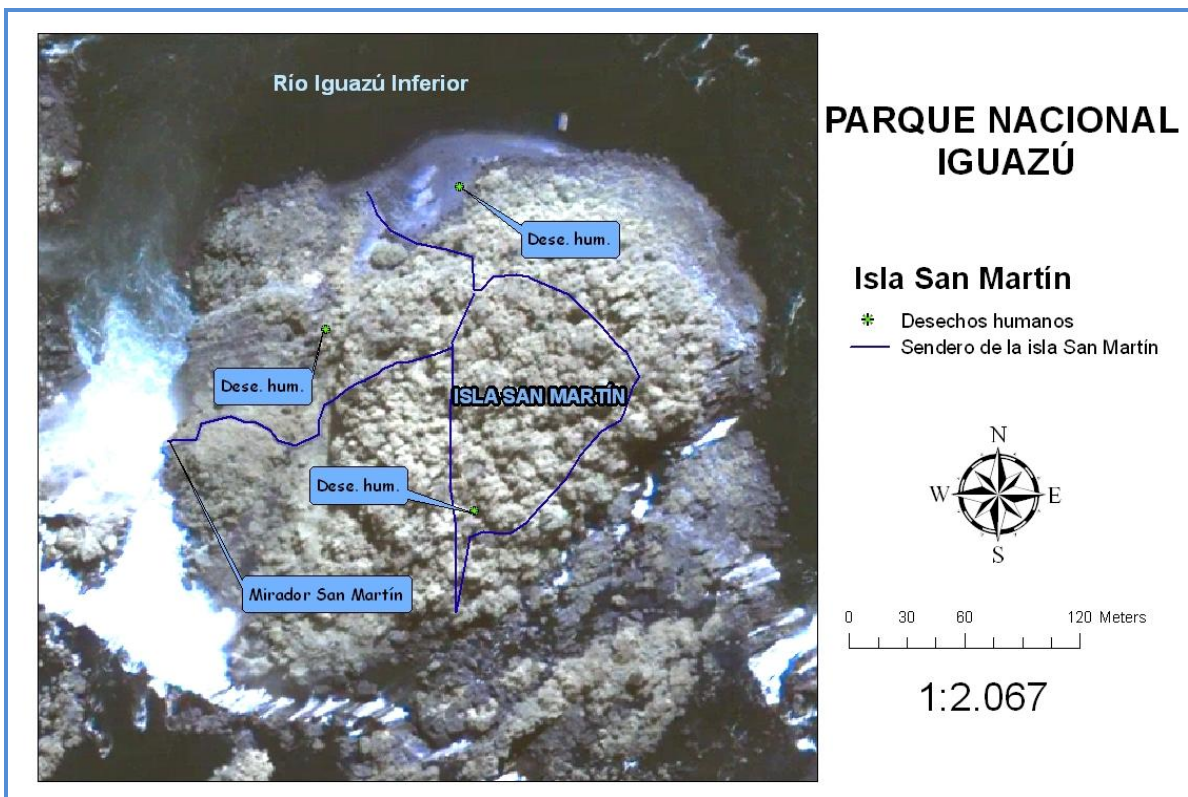 Río Iguazú Inferior
Dese. hum.
Dese. hum.
ISLA SAN MARTÍN
Dese. hum.
Mirador San Martín
PARQUE NACIONAL
IGUAZÚ
Isla San Martín
Desechos humanos
Sendero de la isla San Martín
N
W E
S
0 30 60 120 Meters
1:2.067